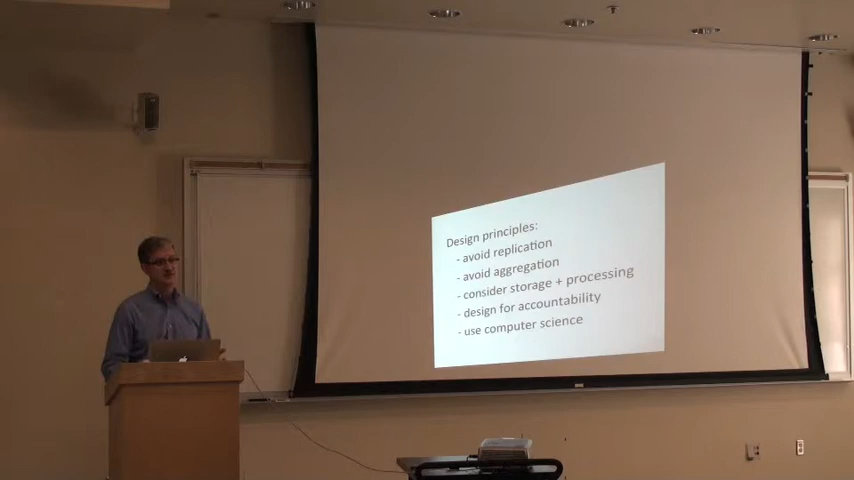 Design principles:
- avoid replication
- avoid aggregation
- consider storage + processing
- design for accountability
- use computer science